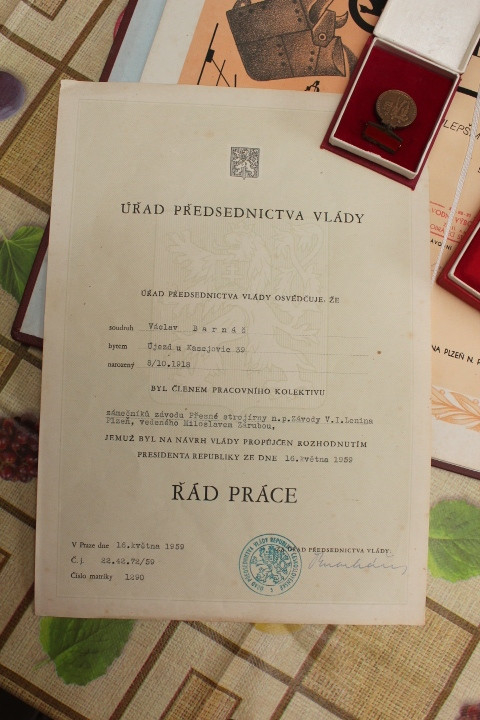 LEPŠÍM
ÚŘAD PŘEDSEDNICTVA VLÁDY
ÚŘAD PŘEDSEDNICTVA VLÁDY OSVĚDČUJE, ŽE
soudruh Václav Barnáš
bytem Újezd u Kasejovic 39
narozený 8/10.1918
BYL ČLENEM PRACOVNÍHO KOLEKTIVU
zámečníků závodu Přesné strojírny n.p.Závody V.I.Lenina
Plzeň, vedeného Miloslavem Zárubou,
JEMUŽ BYL NA NÁVRH VLÁDY PROPŮJČEN ROZHODNUTÍM
PRESIDENTA REPUBLIKY ZE DNE 16.května 1959
ŘÁD PRÁCE
V Praze dne 16.května 1959
ZA ÚŘAD PŘEDSEDNICTVA VLÁDY:
Č. j. 22.42.72/59
Číslo matriky 1290
NA PLZEŇ N. P.